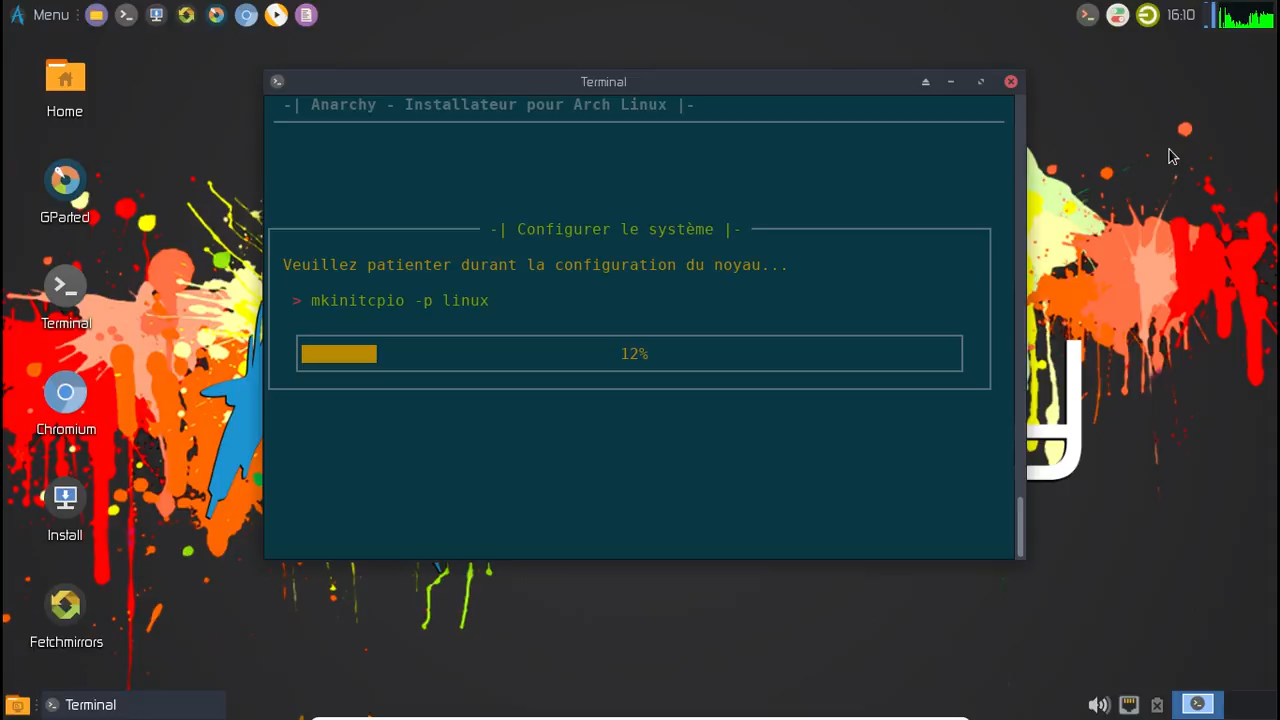 Menu
16:10
Home
GParted
Terminal
Chromium
Install
Fetchmirrors
Terminal
-| Anarchy - Installateur pour Arch Linux |-
-| Configurer le système |-
Veuillez patienter durant la configuration du noyau...
> mkinitcpio -p linux
12%
Terminal